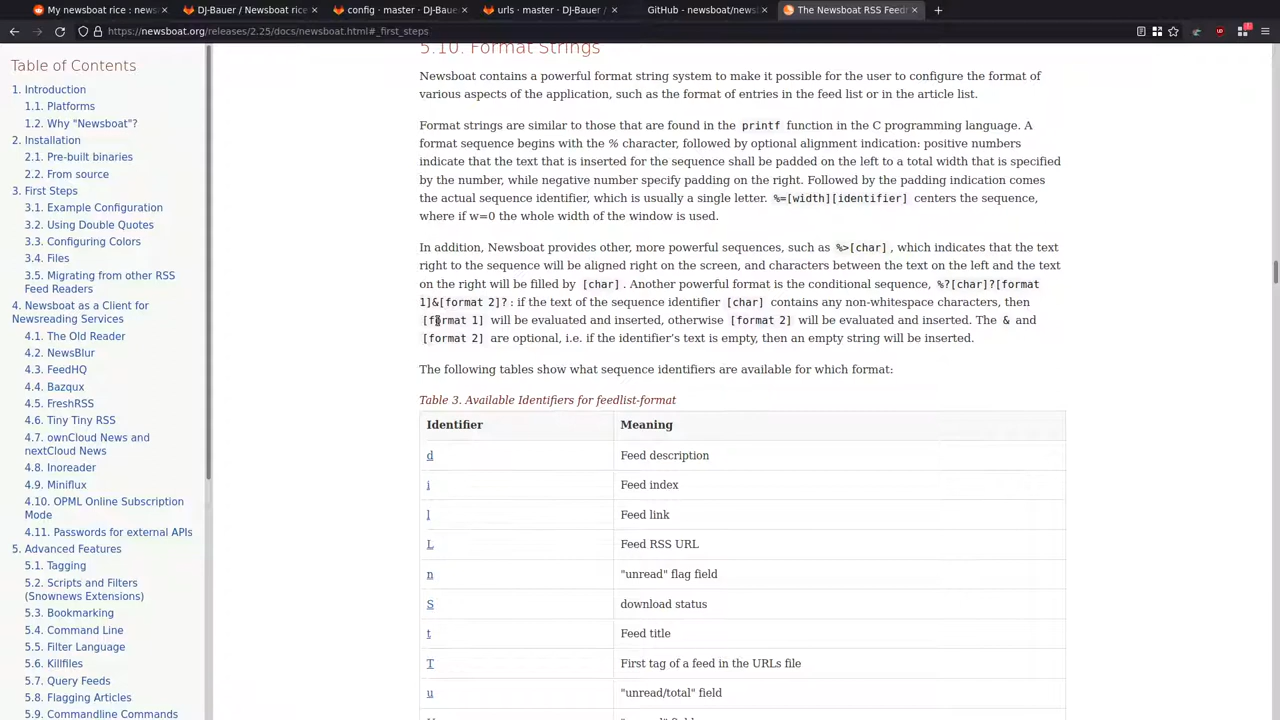 My newsboat rice : news
DJ-Bauer / Newsboat rice
config · master · DJ-Baue
urls · master · DJ-Bauer /
GitHub - newsboat/newsb
The Newsboat RSS Feedr
https://newsboat.org/releases/2.25/docs/newsboat.html#_first_steps
Table of Contents
1. Introduction
1.1. Platforms
1.2. Why "Newsboat"?
2. Installation
2.1. Pre-built binaries
2.2. From source
3. First Steps
3.1. Example Configuration
3.2. Using Double Quotes
3.3. Configuring Colors
3.4. Files
3.5. Migrating from other RSS
Feed Readers
4. Newsboat as a Client for
Newsreading Services
4.1. The Old Reader
4.2. NewsBlur
4.3. FeedHQ
4.4. Bazqux
4.5. FreshRSS
4.6. Tiny Tiny RSS
4.7. ownCloud News and
nextCloud News
4.8. Inoreader
4.9. Miniflux
4.10. OPML Online Subscription
Mode
4.11. Passwords for external APIs
5. Advanced Features
5.1. Tagging
5.2. Scripts and Filters
(Snownews Extensions)
5.3. Bookmarking
5.4. Command Line
5.5. Filter Language
5.6. Killfiles
5.7. Query Feeds
5.8. Flagging Articles
5.9. Commandline Commands
5.10. Format Strings
Newsboat contains a powerful format string system to make it possible for the user to configure the format of
various aspects of the application, such as the format of entries in the feed list or in the article list.
Format strings are similar to those that are found in the printf function in the C programming language. A
format sequence begins with the % character, followed by optional alignment indication: positive numbers
indicate that the text that is inserted for the sequence shall be padded on the left to a total width that is specified
by the number, while negative number specify padding on the right. Followed by the padding indication comes
the actual sequence identifier, which is usually a single letter. %=[width][identifier] centers the sequence,
where if w=0 the whole width of the window is used.
In addition, Newsboat provides other, more powerful sequences, such as %>[char], which indicates that the text
right to the sequence will be aligned right on the screen, and characters between the text on the left and the text
on the right will be filled by [char]. Another powerful format is the conditional sequence, %?[char]?[format
1]&[format 2]?: if the text of the sequence identifier [char] contains any non-whitespace characters, then
[format 1] will be evaluated and inserted, otherwise [format 2] will be evaluated and inserted. The & and
[format 2] are optional, i.e. if the identifier's text is empty, then an empty string will be inserted.
The following tables show what sequence identifiers are available for which format:
Table 3. Available Identifiers for feedlist-format
Identifier Meaning
d Feed description
i Feed index
l Feed link
L Feed RSS URL
n "unread" flag field
S download status
t Feed title
T First tag of a feed in the URLs file
u "unread/total" field